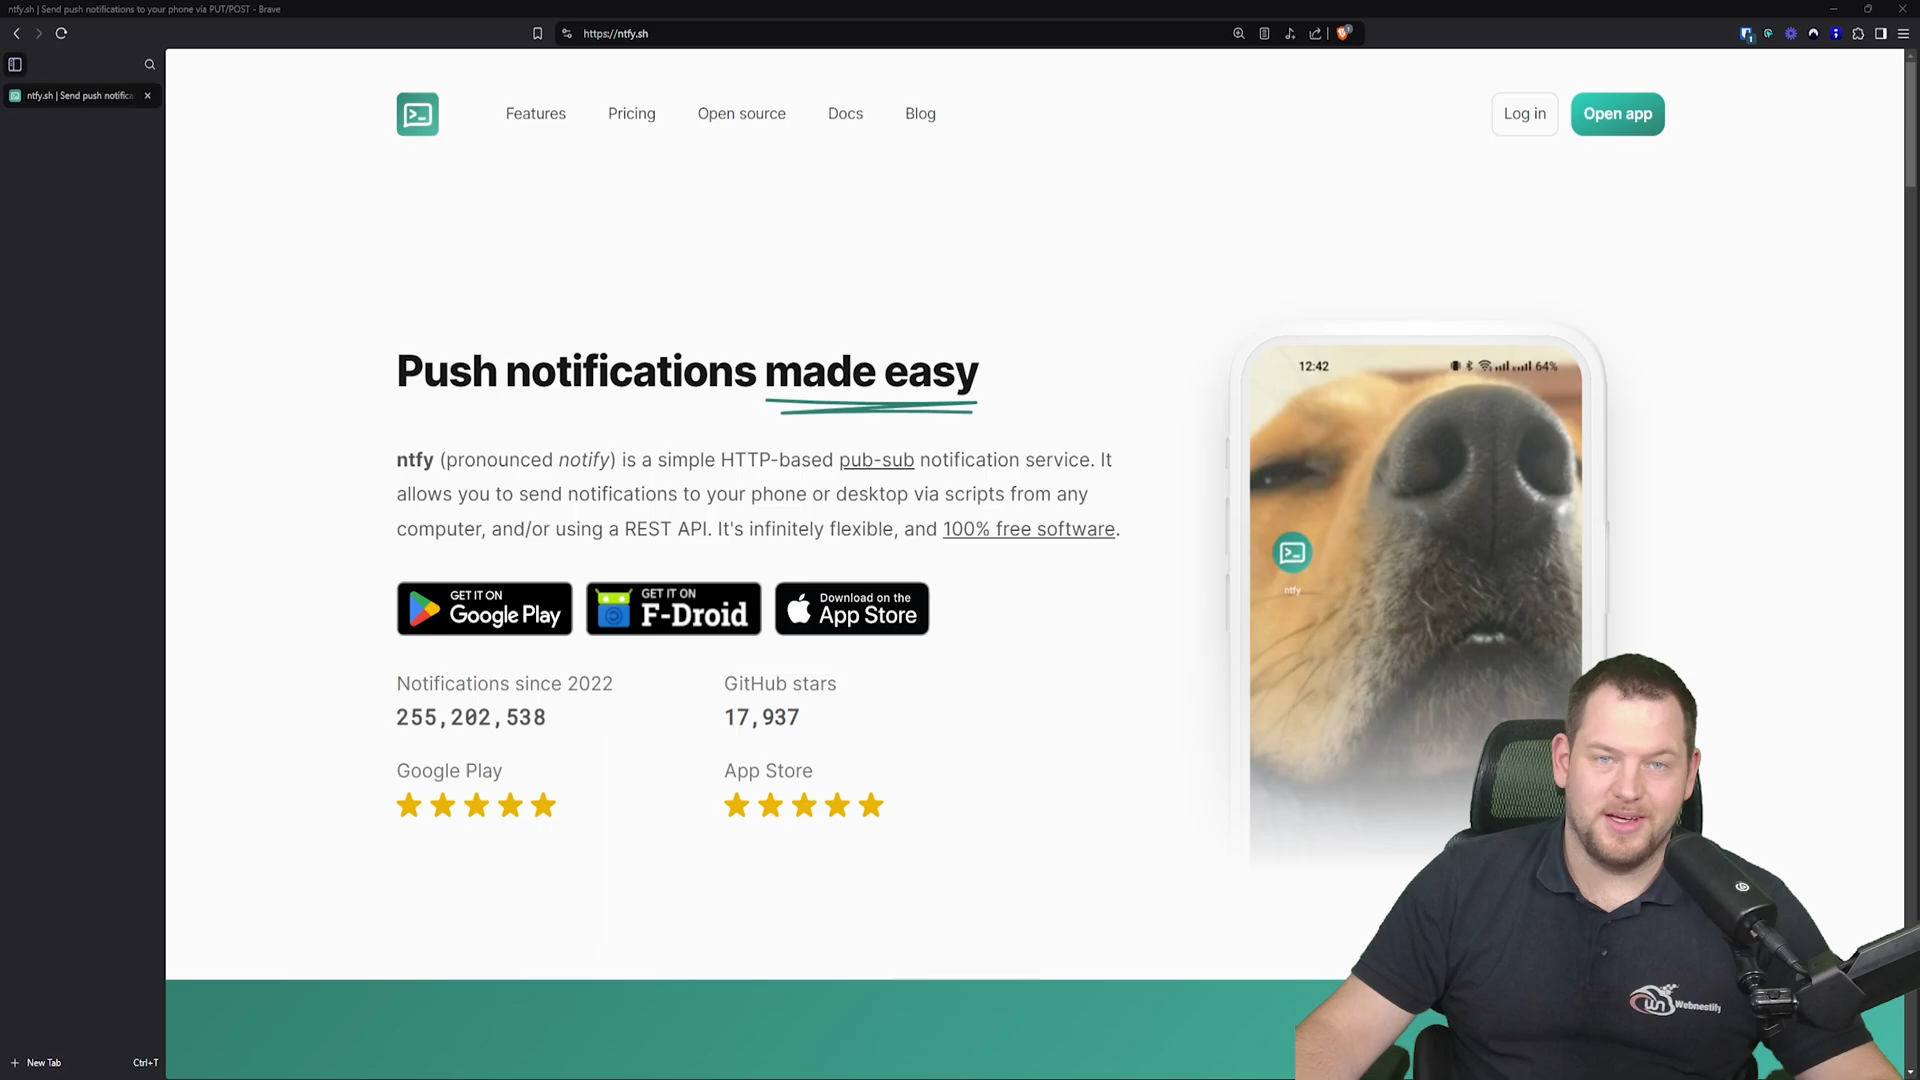 ntfy.sh | Send push notifications to your phone via PUT/POST - Brave
https://ntfy.sh
1
1
ntfy.sh | Send push notifica
Features
Pricing
Open source
Docs
Blog
Log in
Open app
12:42
64%
Push notifications made easy
ntfy (pronounced notify) is a simple HTTP-based pub-sub notification service. It
allows you to send notifications to your phone or desktop via scripts from any
computer, and/or using a REST API. It's infinitely flexible, and 100% free software.
ntfy
GET IT ON
Google Play
GET IT ON
F-Droid
Download on the
App Store
Notifications since 2022
255,202,538
GitHub stars
17,937
Google Play
App Store
Webnestify
New Tab
Ctrl+T